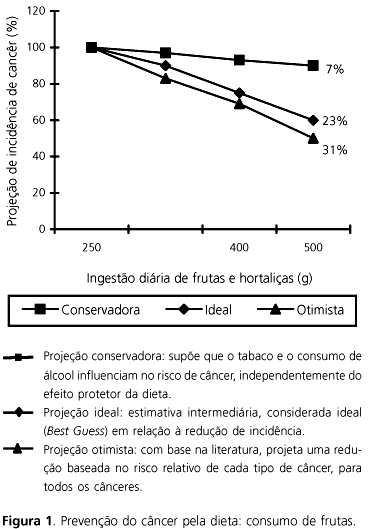 120
100
80
60
40
20
0
Projeção de incidência de cancêr (%)
7%
23%
31%
250
400
500
Ingestão diária de frutas e hortaliças (g)
Conservadora
Ideal
Otimista
Projeção conservadora: supõe que o tabaco e o consumo de
álcool influenciam no risco de câncer, independentemente do
efeito protetor da dieta.
Projeção ideal: estimativa intermediária, considerada ideal
(Best Guess) em relação à redução de incidência.
Projeção otimista: com base na literatura, projeta uma redu-
ção baseada no risco relativo de cada tipo de câncer, para
todos os cânceres.
Figura 1. Prevenção do câncer pela dieta: consumo de frutas.